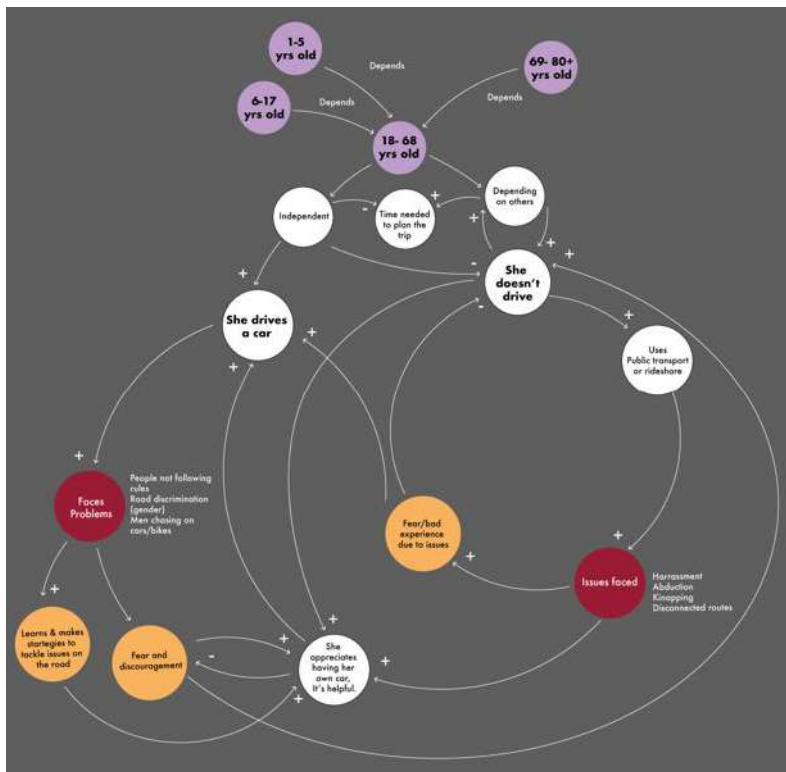 1-5
yrs old
Depends
69- 80+
yrs old
6-17
yrs old
Depends
Depends
18- 68
yrs old
Independent
-
Time needed
to plan the
trip
+
Depending
on others
+
+
+
-
She
doesn't
drive
-
+
She drives
a car
+
+
+
Uses
Public transport
or rideshare
+
Faces
Problems
People not following
rules
Road discrimination
(gender)
Men chasing on
cars/bikes
Fear/bad
experience
due to issues
+
+
Issues faced
Harrassment
Abduction
Kinapping
Disconnected routes
+
Learns & makes
startegies to
tackle issues on
the road
Fear and
discouragement
+
-
+
She
appreciates
having her
own car,
It's helpful.
+
+